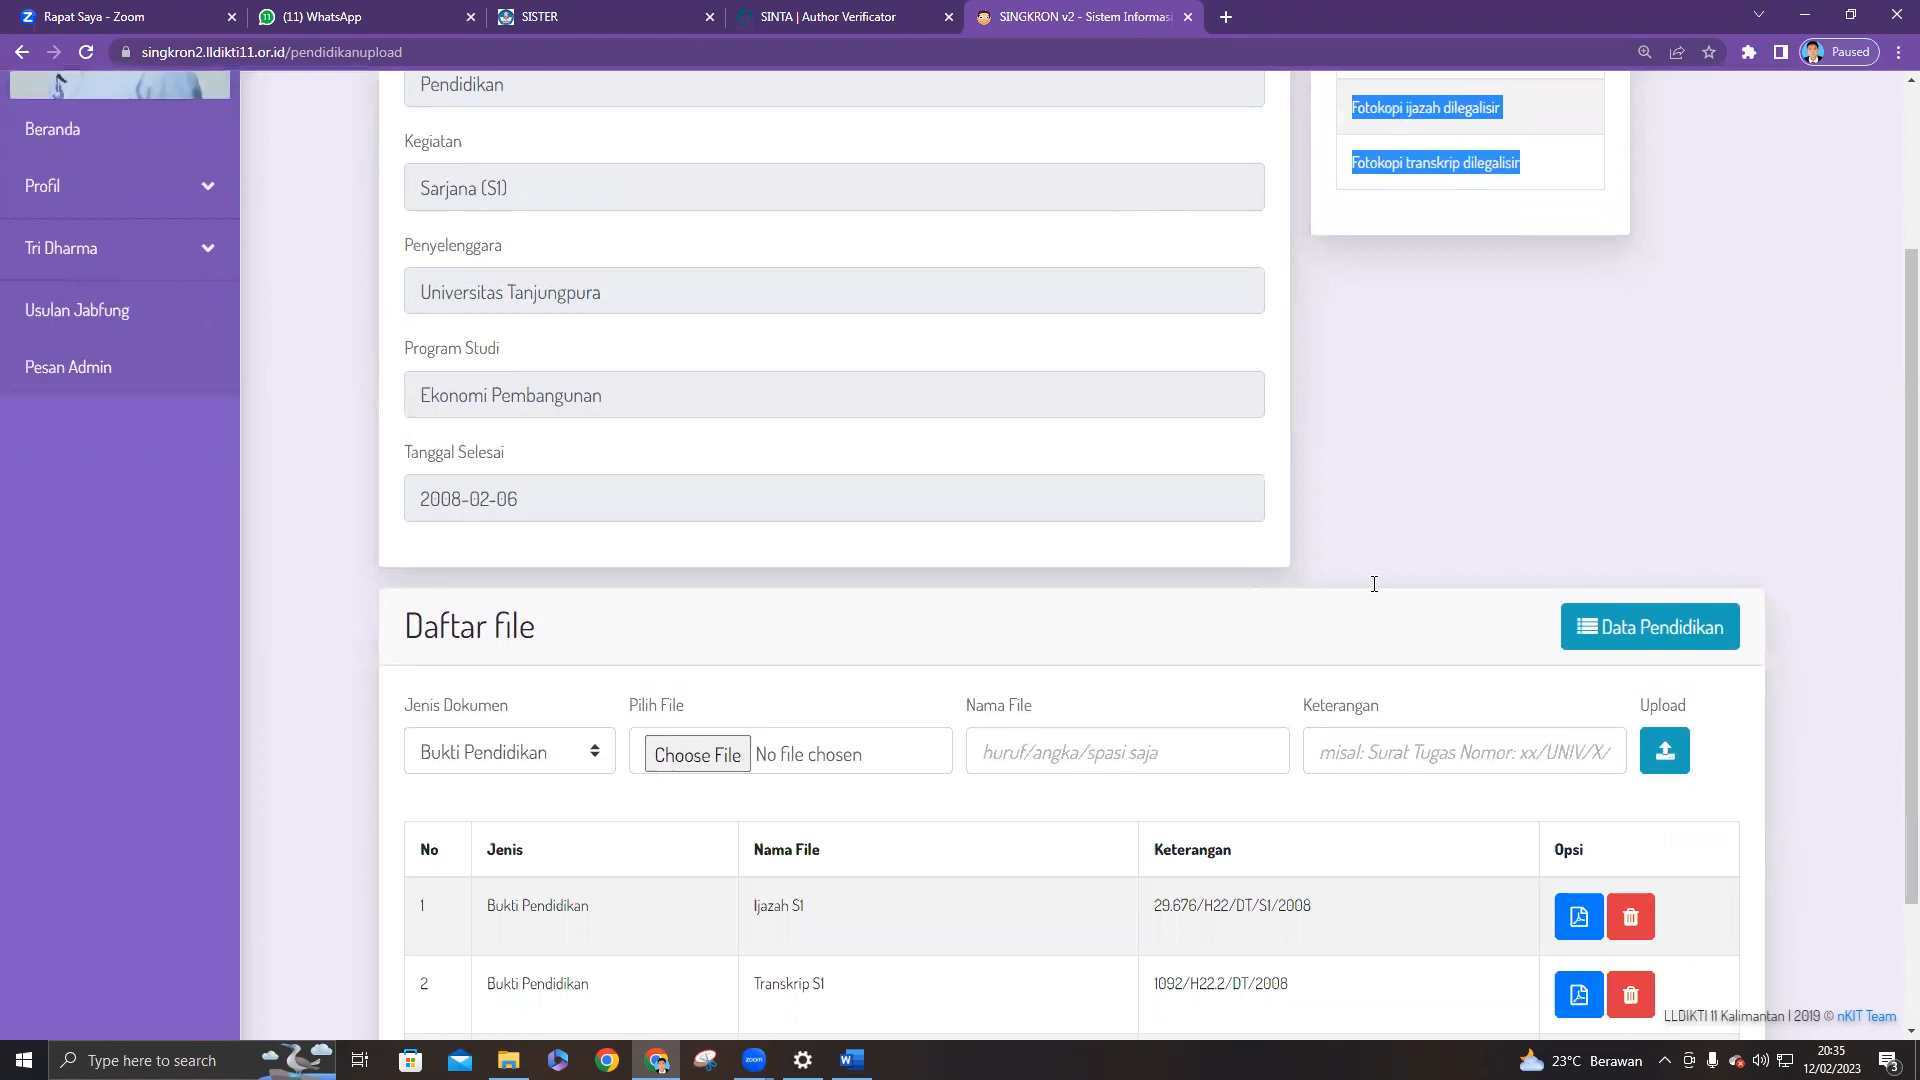 Rapat Saya - Zoom
(11) WhatsApp
SISTER
SINTA | Author Verificator
SINGKRON v2 - Sistem Informasi
singkron2.lldikti11.or.id/pendidikanupload
Paused
Beranda
Profil
Tri Dharma
Usulan Jabfung
Pesan Admin
Pendidikan
Kegiatan
Sarjana (S1)
Penyelenggara
Universitas Tanjungpura
Program Studi
Ekonomi Pembangunan
Tanggal Selesai
2008-02-06
Fotokopi ijazah dilegalisir
Fotokopi transkrip dilegalisir
Daftar file
Data Pendidikan
Jenis Dokumen Pilih File Nama File Keterangan Upload
Bukti Pendidikan Choose File No file chosen huruf/angka/spasi saja misal: Surat Tugas Nomor: xx/UNIV/X/
No Jenis Nama File Keterangan Opsi
1 Bukti Pendidikan Ijazah S1 29.676/H22/DT/S1/2008
2 Bukti Pendidikan Transkrip S1 1092/H22.2/DT/2008
LLDIKTI 11 Kalimantan | 2019 © nKIT Team
Type here to search
zoom
23°C Berawan
20:35
12/02/2023
3